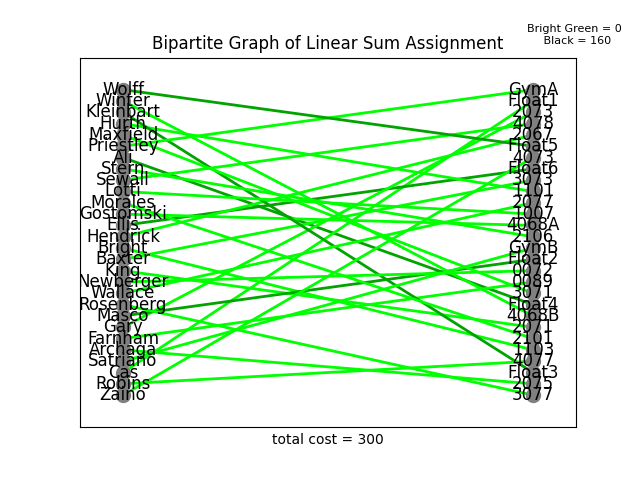 Bright Green = 0
Black = 160
Bipartite Graph of Linear Sum Assignment
Wolff
Winter
Kleinbart
Hurth
Maxfield
Priestley
Ali
Stern
Sewall
Lotti
Morales
Gostomski
Ellis
Hendrick
Bright
Baxter
King
Newberger
Wallace
Rosenberg
Masco
Gary
Farnham
Archaga
Satriano
Gas
Robins
Zaino
GymA
Float1
2073
4078
2067
Float5
4073
Float6
3073
1101
2077
1007
4068A
2106
GymB
Float2
0072
0089
3071
Float4
4068B
2071
2101
1103
4077
Float3
2075
3077
total cost = 300